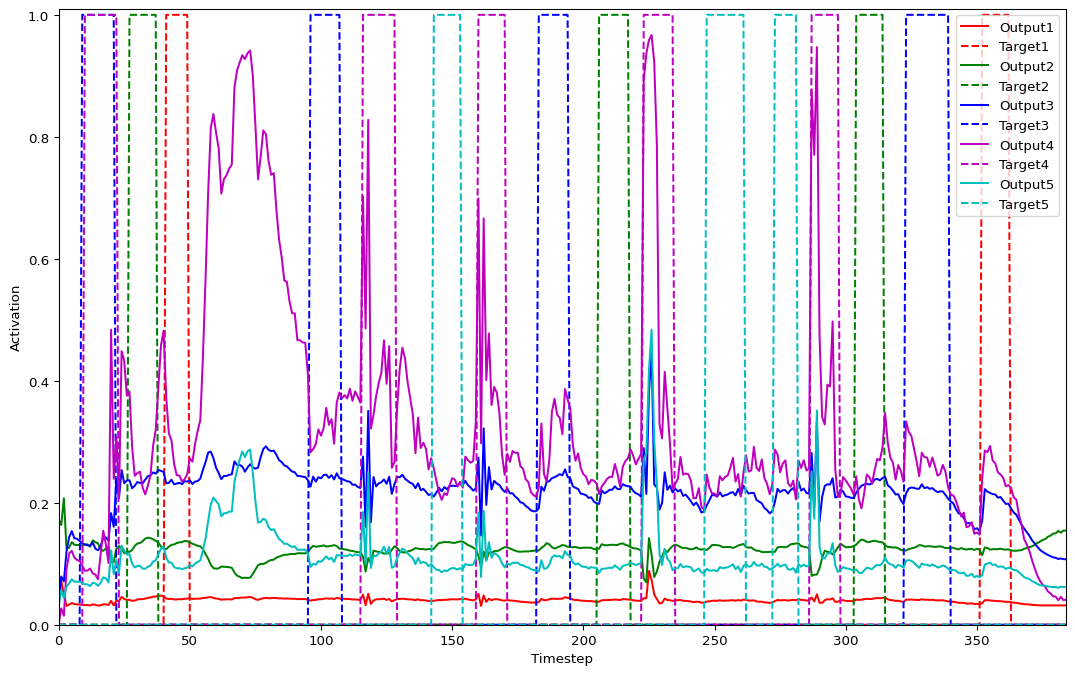 1.0
0.8
0.6
0.4
0.2
0.0
Activation
0
50
100
150
200
250
300
350
Timestep
Output1
Target1
Output2
Target2
Output3
Target3
Output4
Target4
Output5
Target5